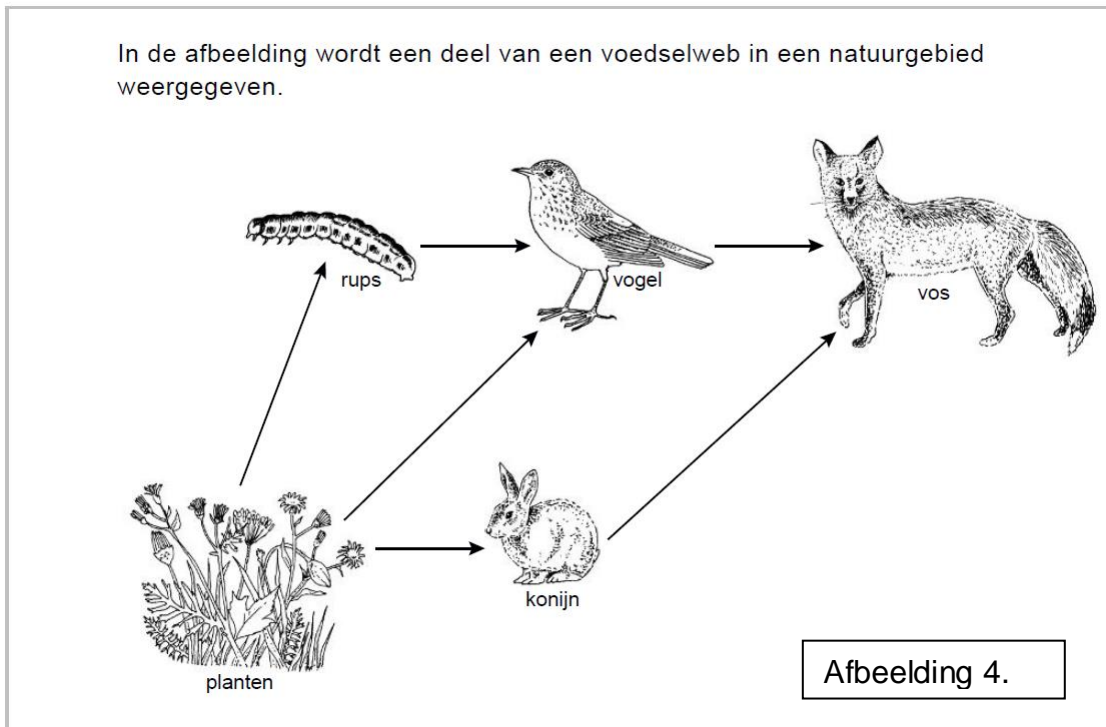 In de afbeelding wordt een deel van een voedselweb in een natuurgebied
weergegeven.
rups
vogel
vos
konijn
planten
Afbeelding 4.